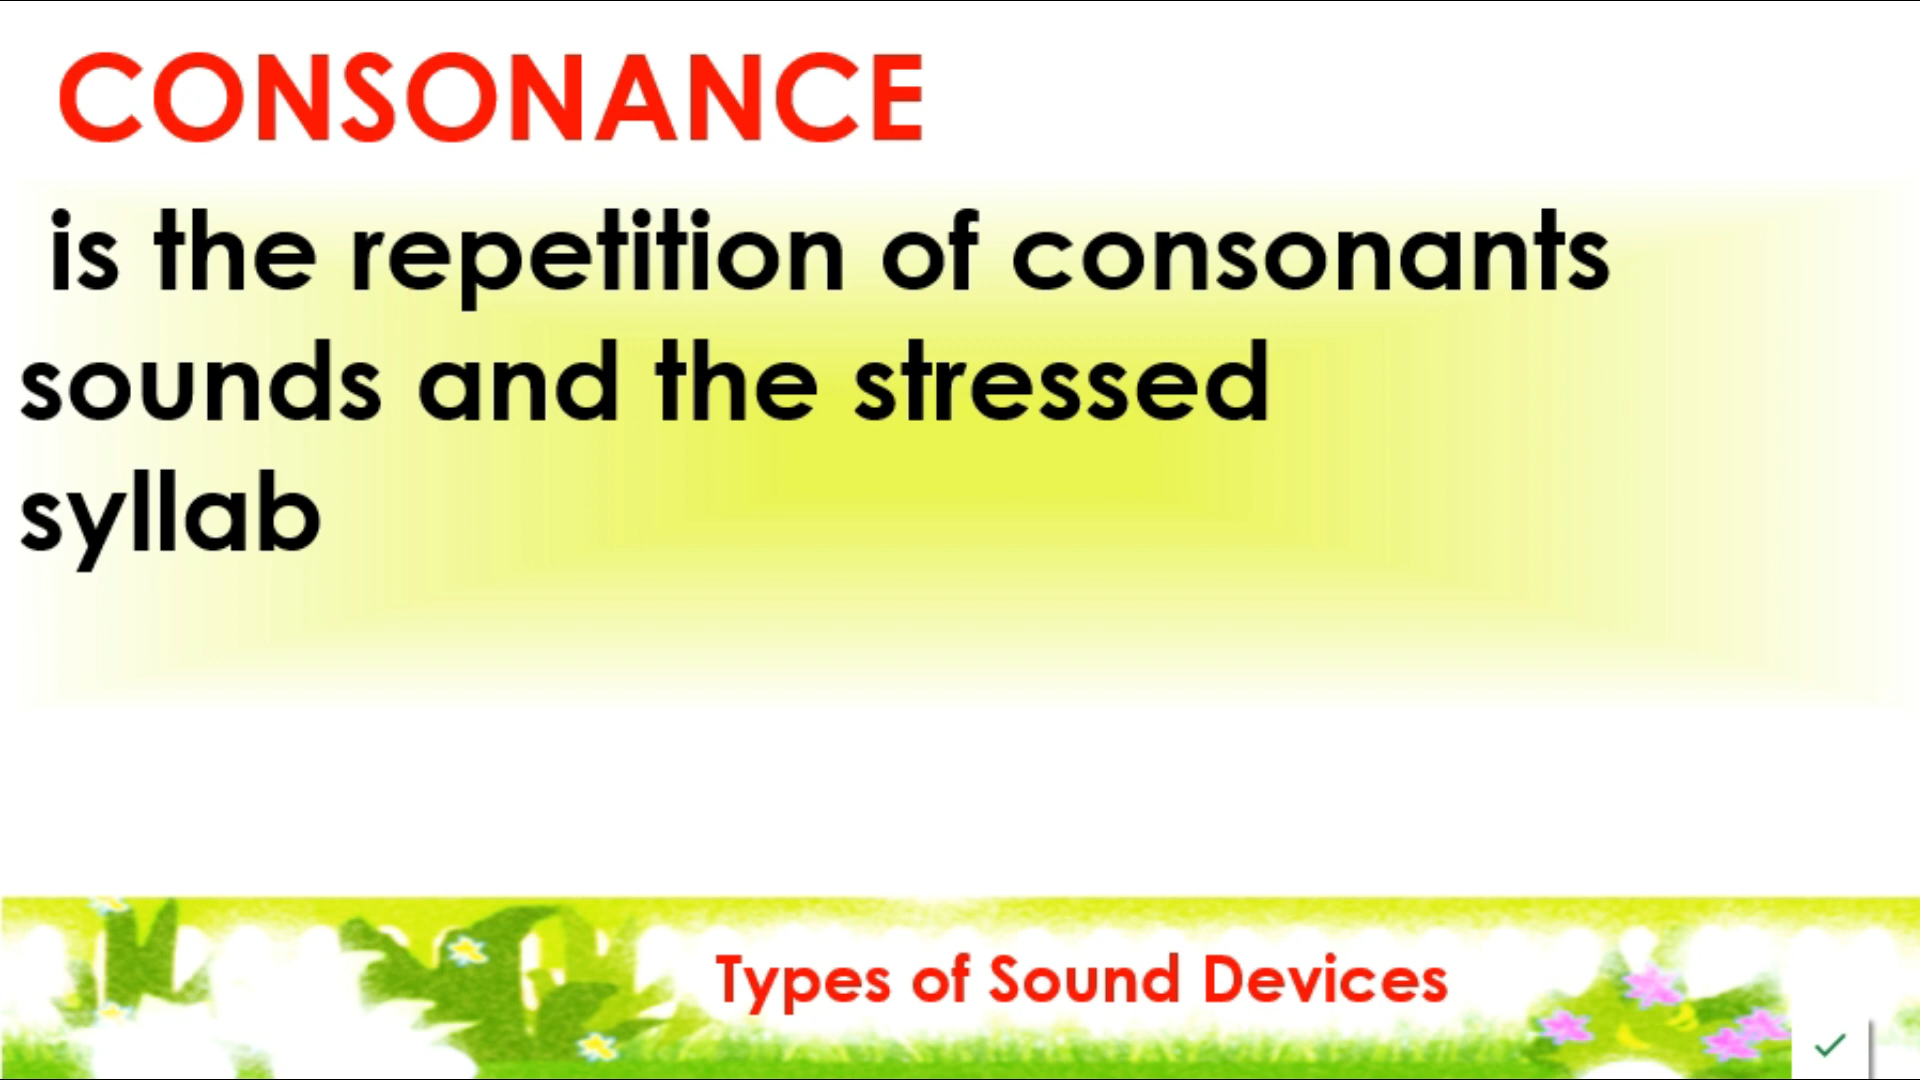 CONSONANCE
is the repetition of consonants
sounds and the stressed
syllab
Types of Sound Devices